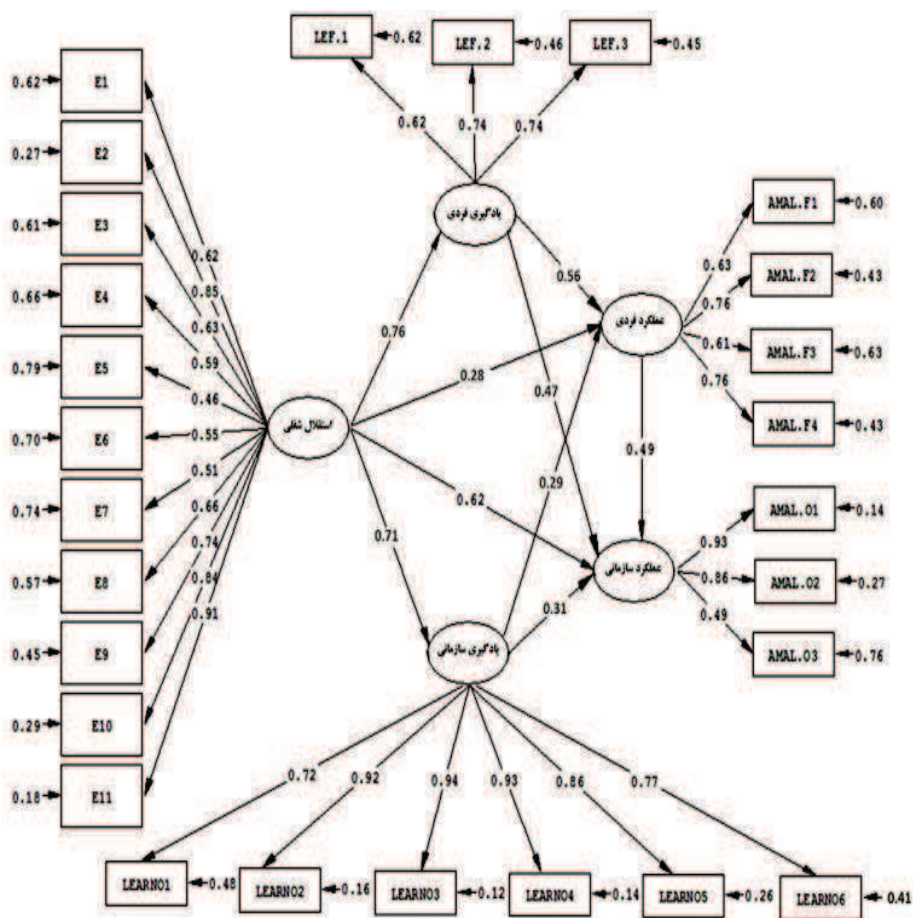 LEF.1 0.62 LEF.2 0.46 LEF.3 0.45
0.62 0.74 0.74
0.62 E1
0.27 E2
0.61 E3
0.66 E4
0.79 E5
0.70 E6
0.74 E7
0.57 E8
0.45 E9
0.29 E10
0.18 E11
0.62
0.85
0.63
0.59
0.46
0.55
0.51
0.66
0.74
0.84
0.91
استقلال شغلی
یادگیری فردی
عملکرد فردی
عملکرد سازمانی
یادگیری سازمانی
0.76
0.56
0.28
0.47
0.29
0.49
0.62
0.71
0.31
0.63 AMAL.F1 0.60
0.76 AMAL.F2 0.43
0.61 AMAL.F3 0.63
0.76 AMAL.F4 0.43
0.93 AMAL.O1 0.14
0.86 AMAL.O2 0.27
0.49 AMAL.O3 0.76
0.72 0.92 0.94 0.93 0.86 0.77
LEARNO1 0.48 LEARNO2 0.16 LEARNO3 0.12 LEARNO4 0.14 LEARNO5 0.26 LEARNO6 0.41